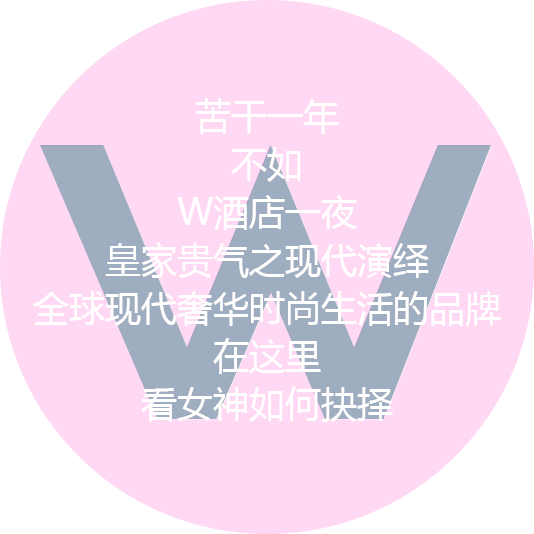 苦干一年
不如
W酒店一夜
皇家贵气之现代演绎
全球现代奢华时尚生活的品牌
在这里
看女神如何抉择
W